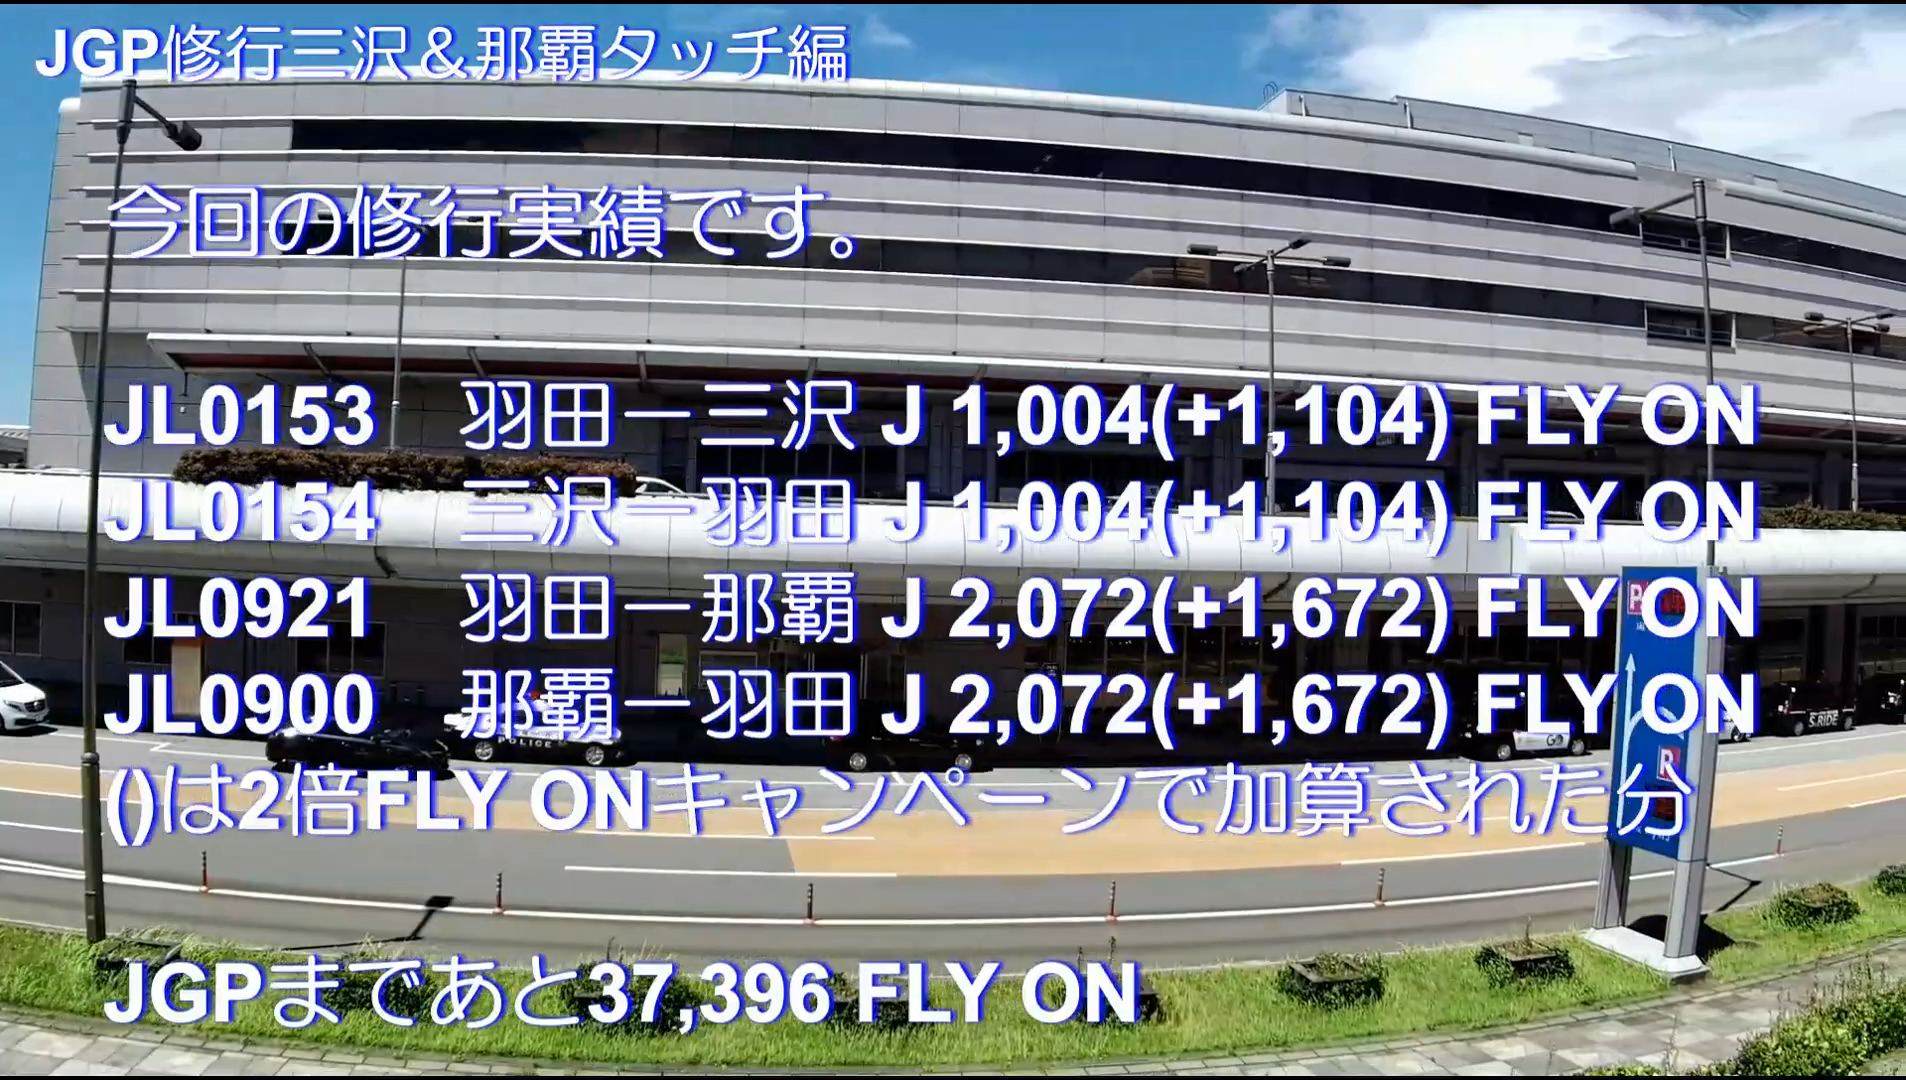 JGP修行三沢＆那覇タッチ編
今回の修行実績です。
JL0153　羽田－三沢 J 1,004(+1,104) FLY ON
JL0154　三沢－羽田 J 1,004(+1,104) FLY ON
JL0921　羽田－那覇 J 2,072(+1,672) FLY ON
JL0900　那覇－羽田 J 2,072(+1,672) FLY ON
()は2倍FLY ONキャンペーンで加算された分
JGPまであと37,396 FLY ON
POLICE
GO
S.RIDE
P
P